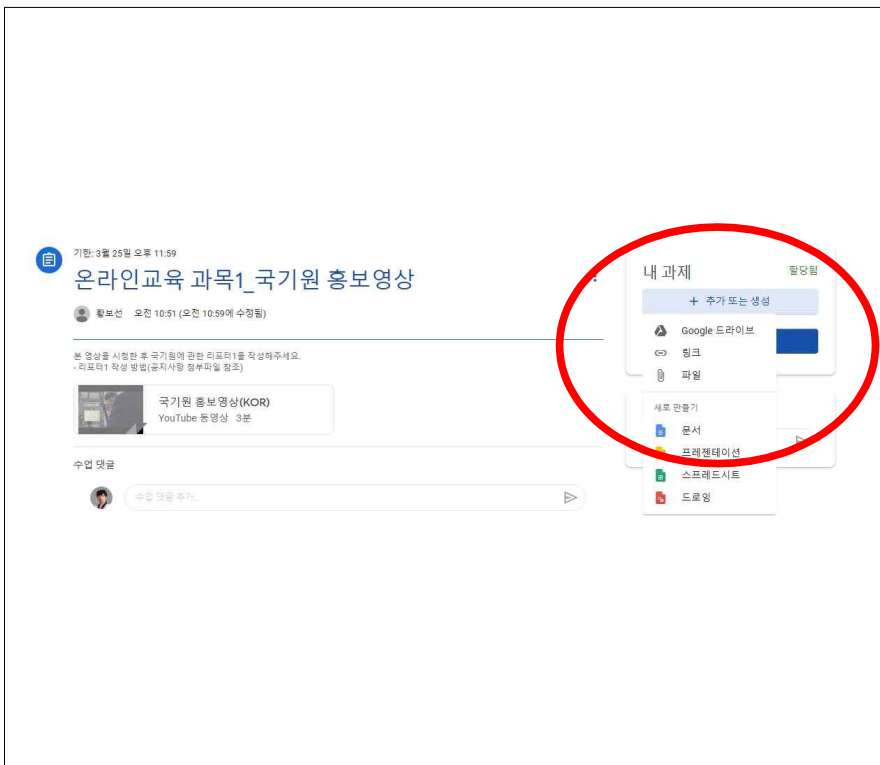 기한: 3월 25일 오후 11:59
온라인교육 과목1_국기원 홍보영상
황보선 오전 10:51 (오전 10:59에 수정됨)
본 영상을 시청한 후 국기원에 관한 리포터1을 작성해주세요.
- 리포터1 작성 방법(공지사항 첨부파일 참조)
국기원 홍보영상(KOR)
YouTube 동영상 3분
수업 댓글
수업 댓글 추가...
내 과제
할당됨
+ 추가 또는 생성
Google 드라이브
링크
파일
새로 만들기
문서
프레젠테이션
스프레드시트
드로잉